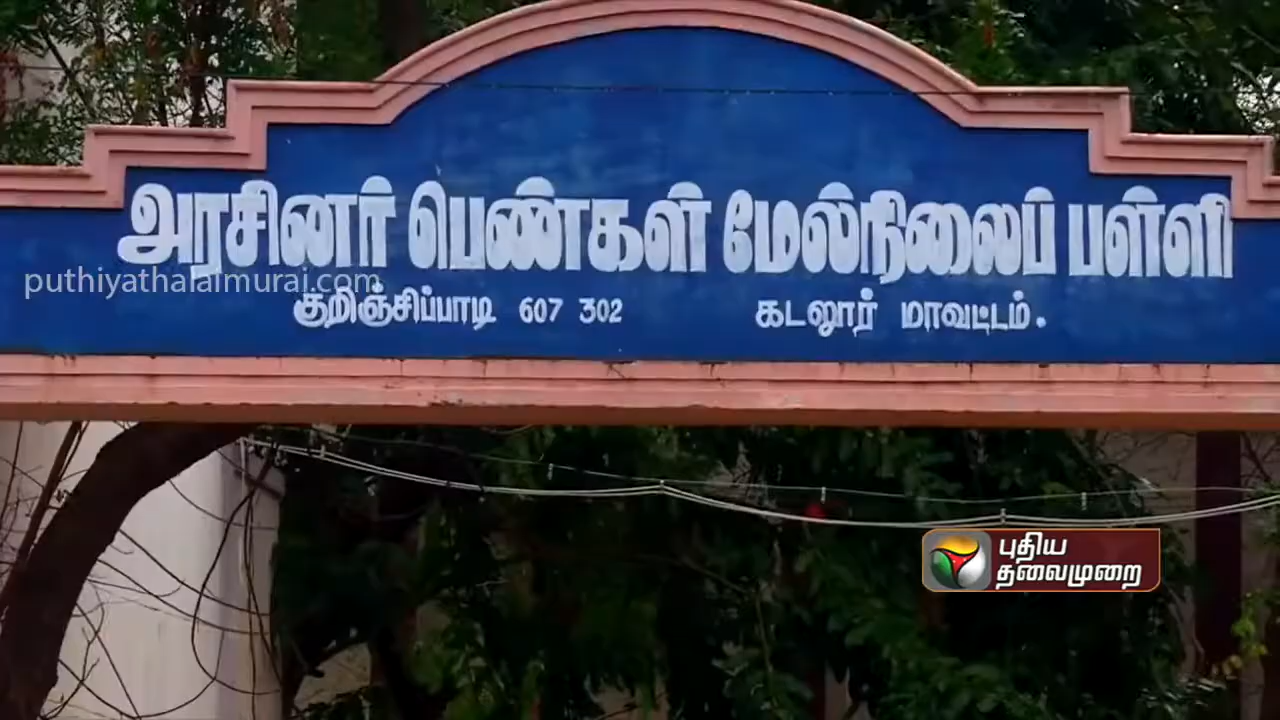 அரசினர் பெண்கள் மேல்நிலைப் பள்ளி
puthiyathalaimurai.com
குறிஞ்சிப்பாடி 607 302 கடலூர் மாவட்டம்.
புதிய
தலைமுறை